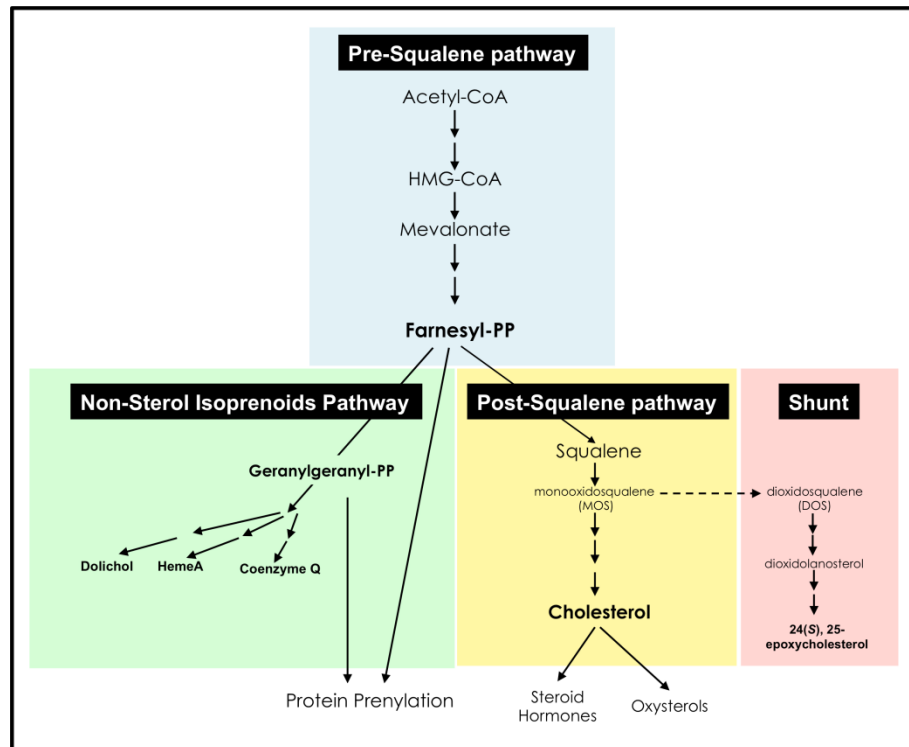 Pre-Squalene pathway
Acetyl-CoA
HMG-CoA
Mevalonate
Farnesyl-PP
Non-Sterol Isoprenoids Pathway
Geranylgeranyl-PP
Dolichol
HemeA
Coenzyme Q
Post-Squalene pathway
Squalene
monooxidosqualene
(MOS)
Cholesterol
Shunt
dioxidosqualene
(DOS)
dioxidolanosterol
24(S), 25-
epoxycholesterol
Protein Prenylation
Steroid
Hormones
Oxysterols